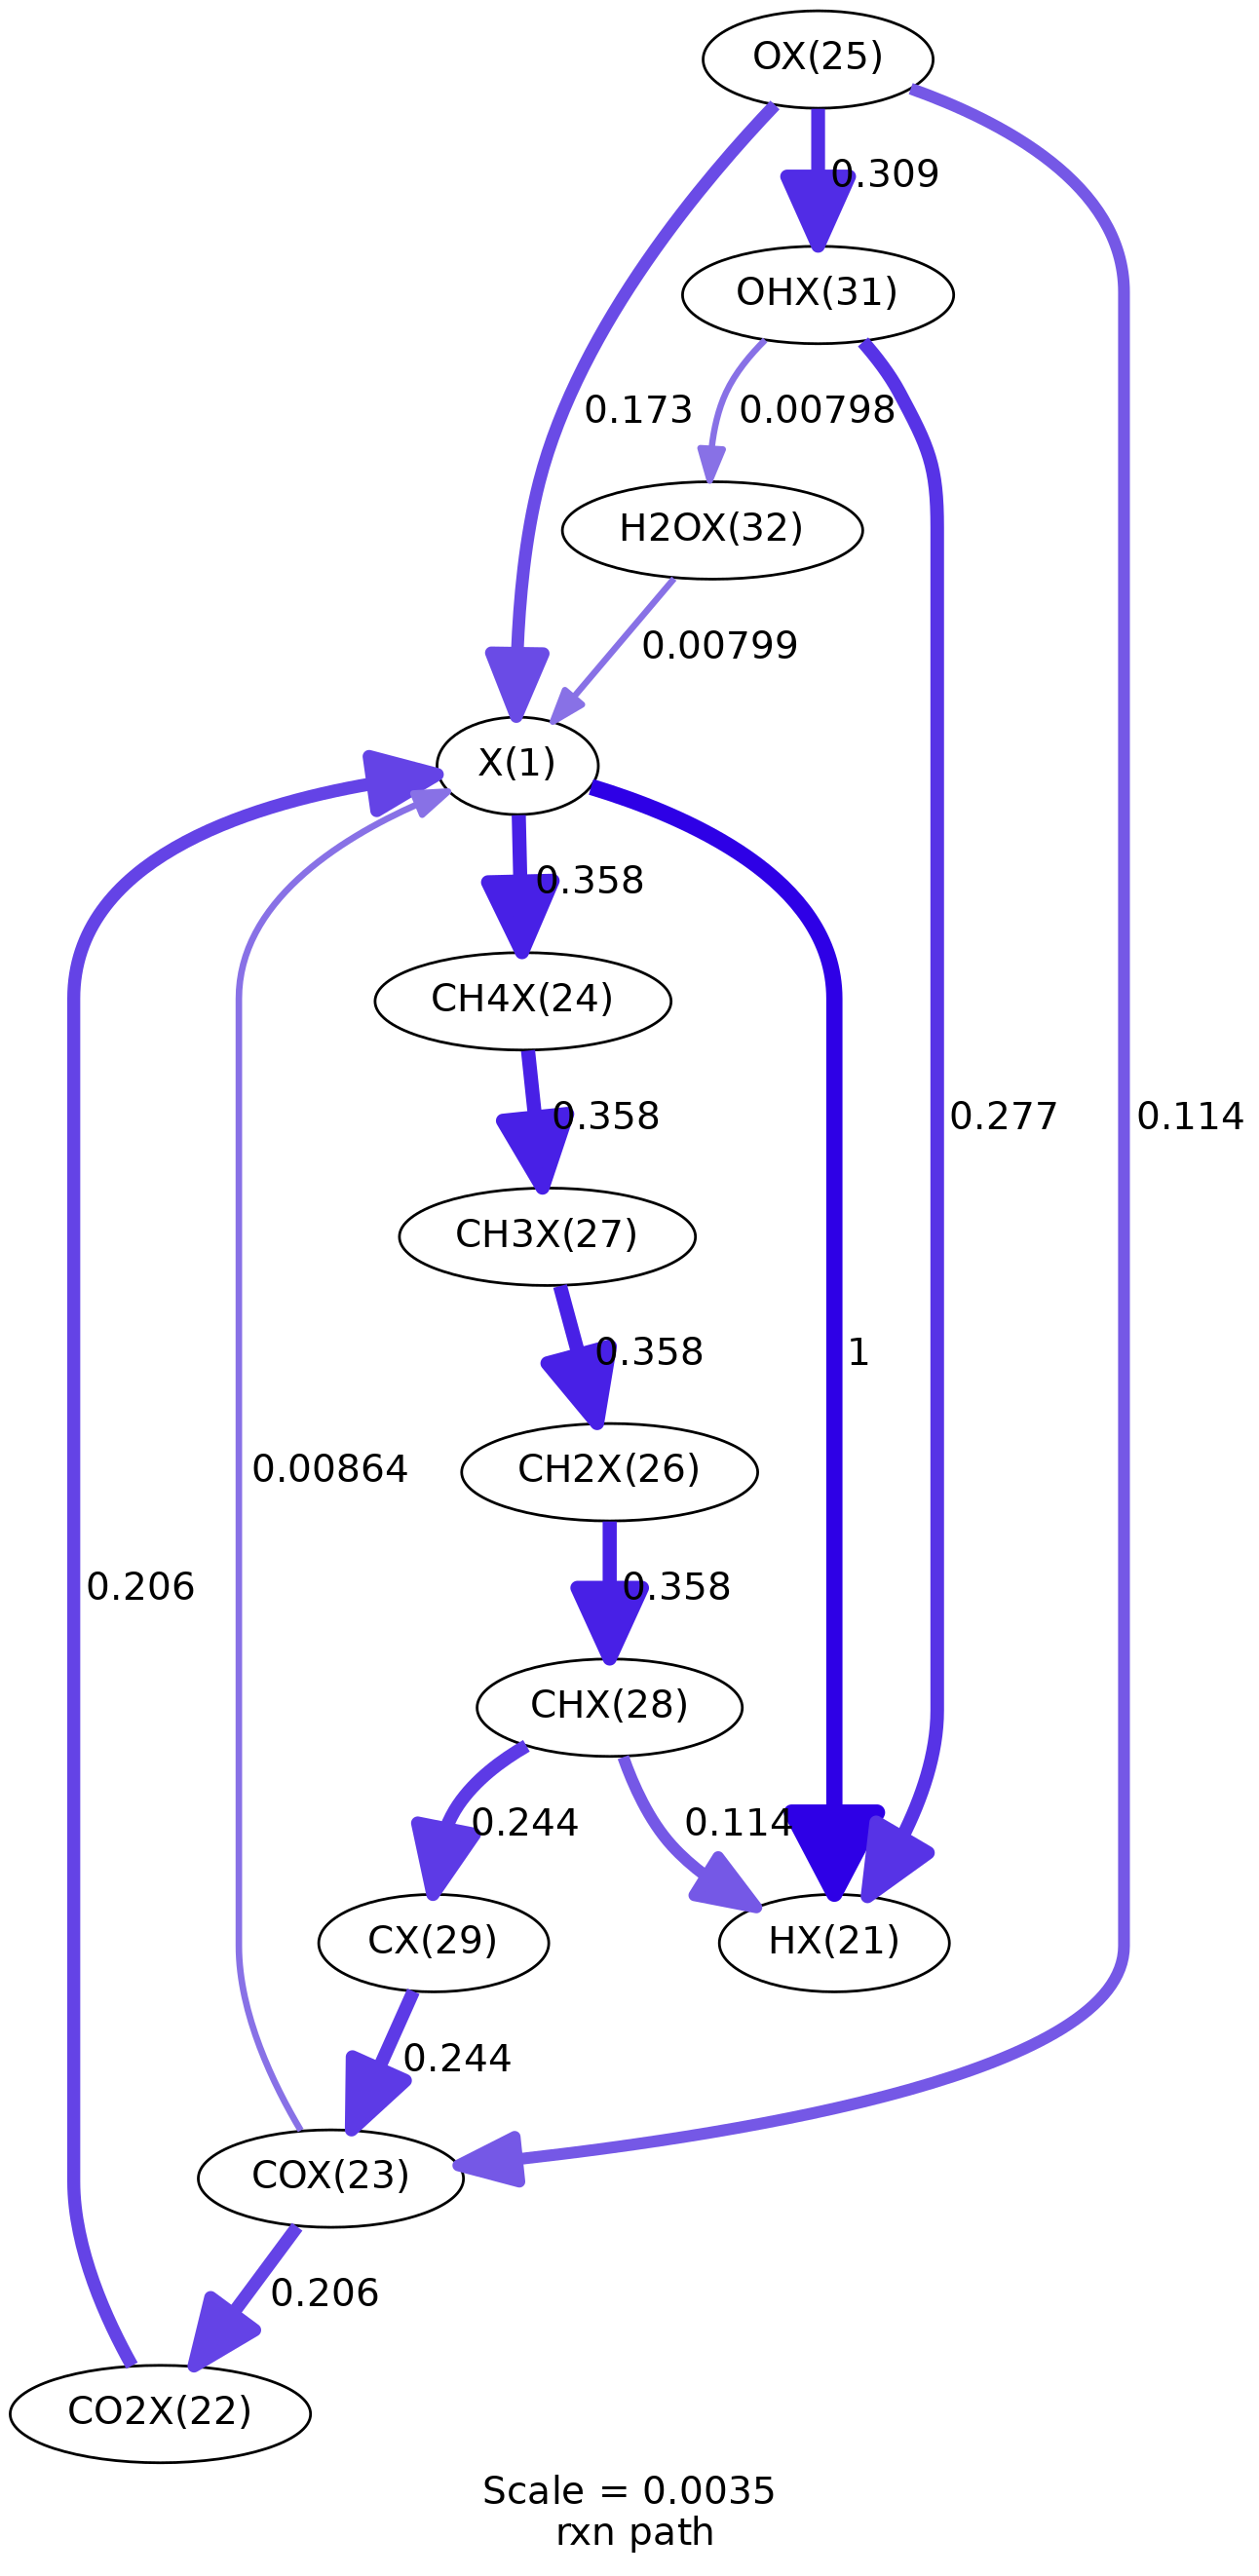 OX(25)
0.309
OHX(31)
0.173
0.00798
H2OX(32)
0.00799
X(1)
0.358
CH4X(24)
0.358
0.277
0.114
CH3X(27)
0.358
1
CH2X(26)
0.00864
0.206
0.358
CHX(28)
0.244
0.114
CX(29)
HX(21)
0.244
COX(23)
0.206
CO2X(22)
Scale = 0.0035
rxn path